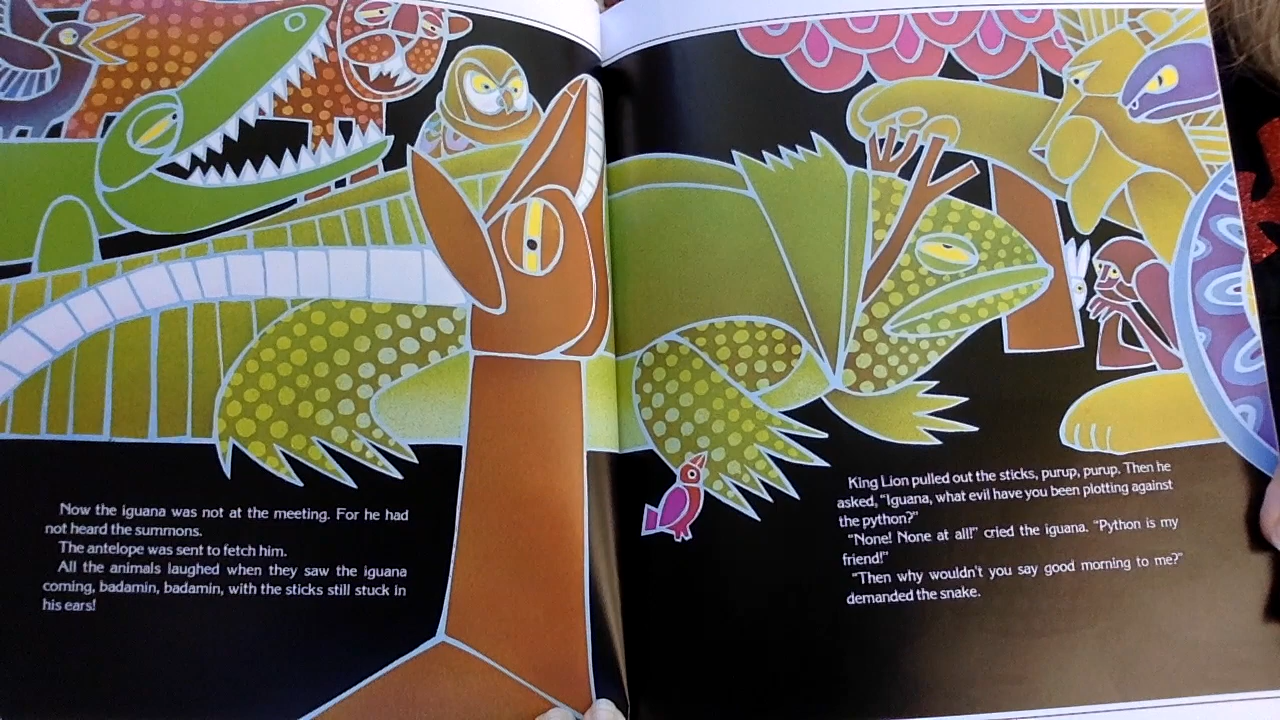 Now the iguana was not at the meeting. For he had
not heard the summons.
The antelope was sent to fetch him.
All the animals laughed when they saw the iguana
coming, badamin, badamin, with the sticks still stuck in
his ears!
King Lion pulled out the sticks, purup, purup. Then he
asked, “Iguana, what evil have you been plotting against
the python?”
“None! None at all!” cried the iguana. “Python is my
friend!”
“Then why wouldn't you say good morning to me?”
demanded the snake.